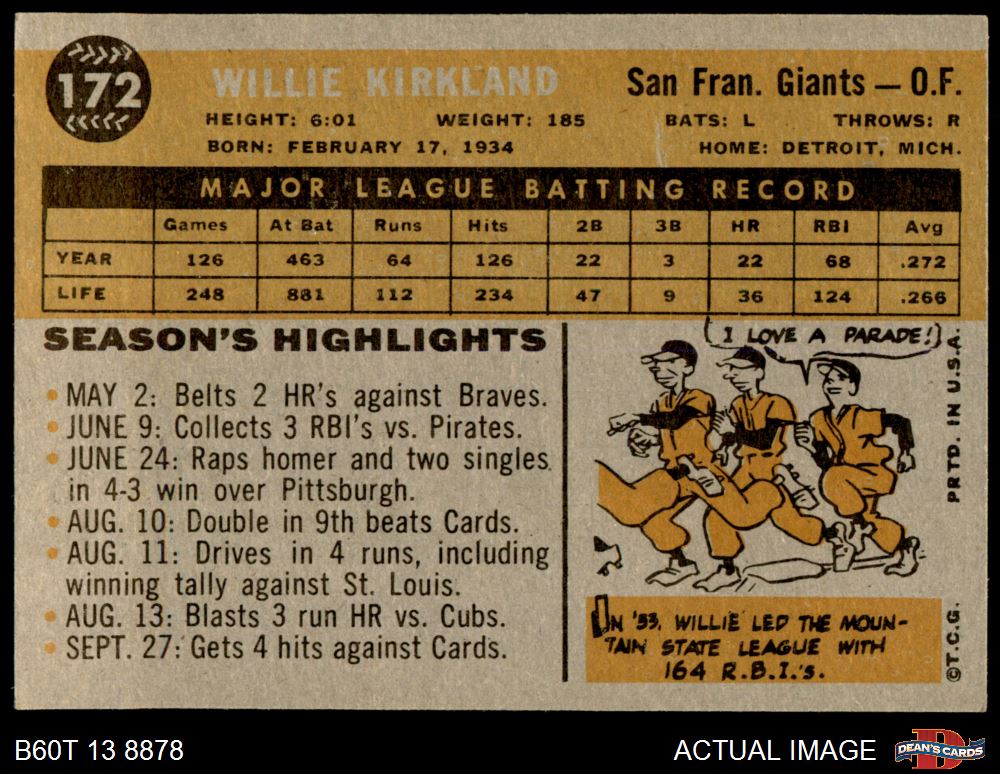 172
WILLIE KIRKLAND
San Fran. Giants — O.F.
HEIGHT: 6:01 WEIGHT: 185 BATS: L THROWS: R
BORN: FEBRUARY 17, 1934 HOME: DETROIT, MICH.
MAJOR LEAGUE BATTING RECORD
Games At Bat Runs Hits 2B 3B HR RBI Avg
YEAR 126 463 64 126 22 3 22 68 .272
LIFE 248 881 112 234 47 9 36 124 .266
SEASON'S HIGHLIGHTS
• MAY 2: Belts 2 HR's against Braves.
• JUNE 9: Collects 3 RBI's vs. Pirates.
• JUNE 24: Raps homer and two singles
in 4-3 win over Pittsburgh.
• AUG. 10: Double in 9th beats Cards.
• AUG. 11: Drives in 4 runs, including
winning tally against St. Louis.
• AUG. 13: Blasts 3 run HR vs. Cubs.
• SEPT. 27: Gets 4 hits against Cards.
I LOVE A PARADE!
IN '53, WILLIE LED THE MOUN-
TAIN STATE LEAGUE WITH
164 R.B.I.'s.
PRTD. IN U.S.A.
©T.C.G.
B60T 13 8878
ACTUAL IMAGE
D
DEAN'S CARDS